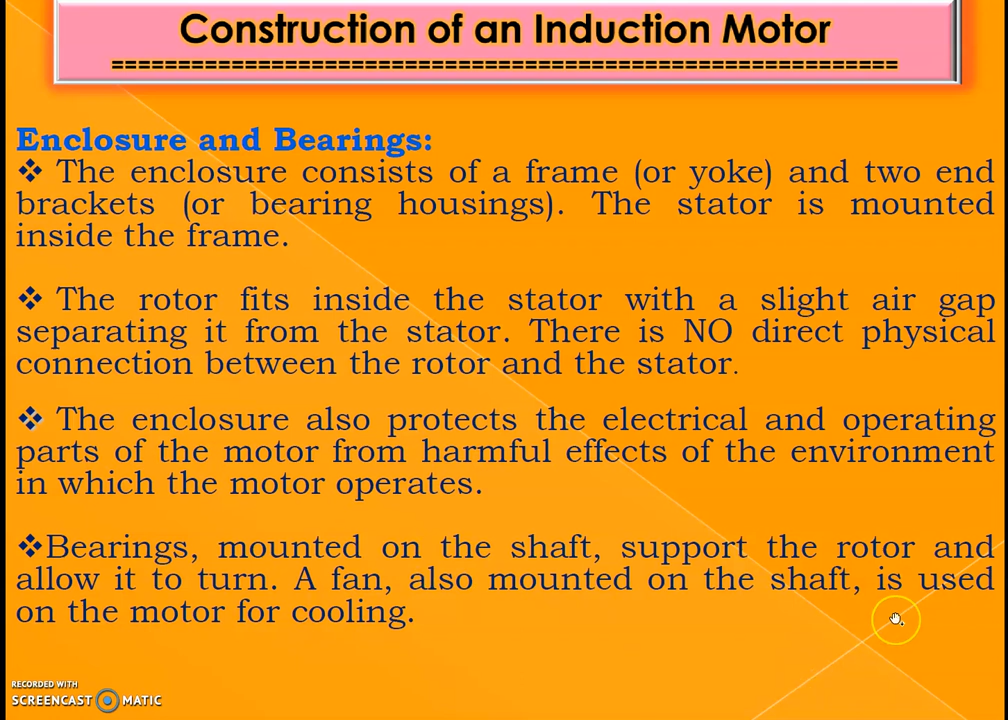 Construction of an Induction Motor
===========================================================
Enclosure and Bearings:
❖ The enclosure consists of a frame (or yoke) and two end
brackets (or bearing housings). The stator is mounted
inside the frame.
❖ The rotor fits inside the stator with a slight air gap
separating it from the stator. There is NO direct physical
connection between the rotor and the stator.
❖ The enclosure also protects the electrical and operating
parts of the motor from harmful effects of the environment
in which the motor operates.
❖Bearings, mounted on the shaft, support the rotor and
allow it to turn. A fan, also mounted on the shaft, is used
on the motor for cooling.
RECORDED WITH
SCREENCAST MATIC